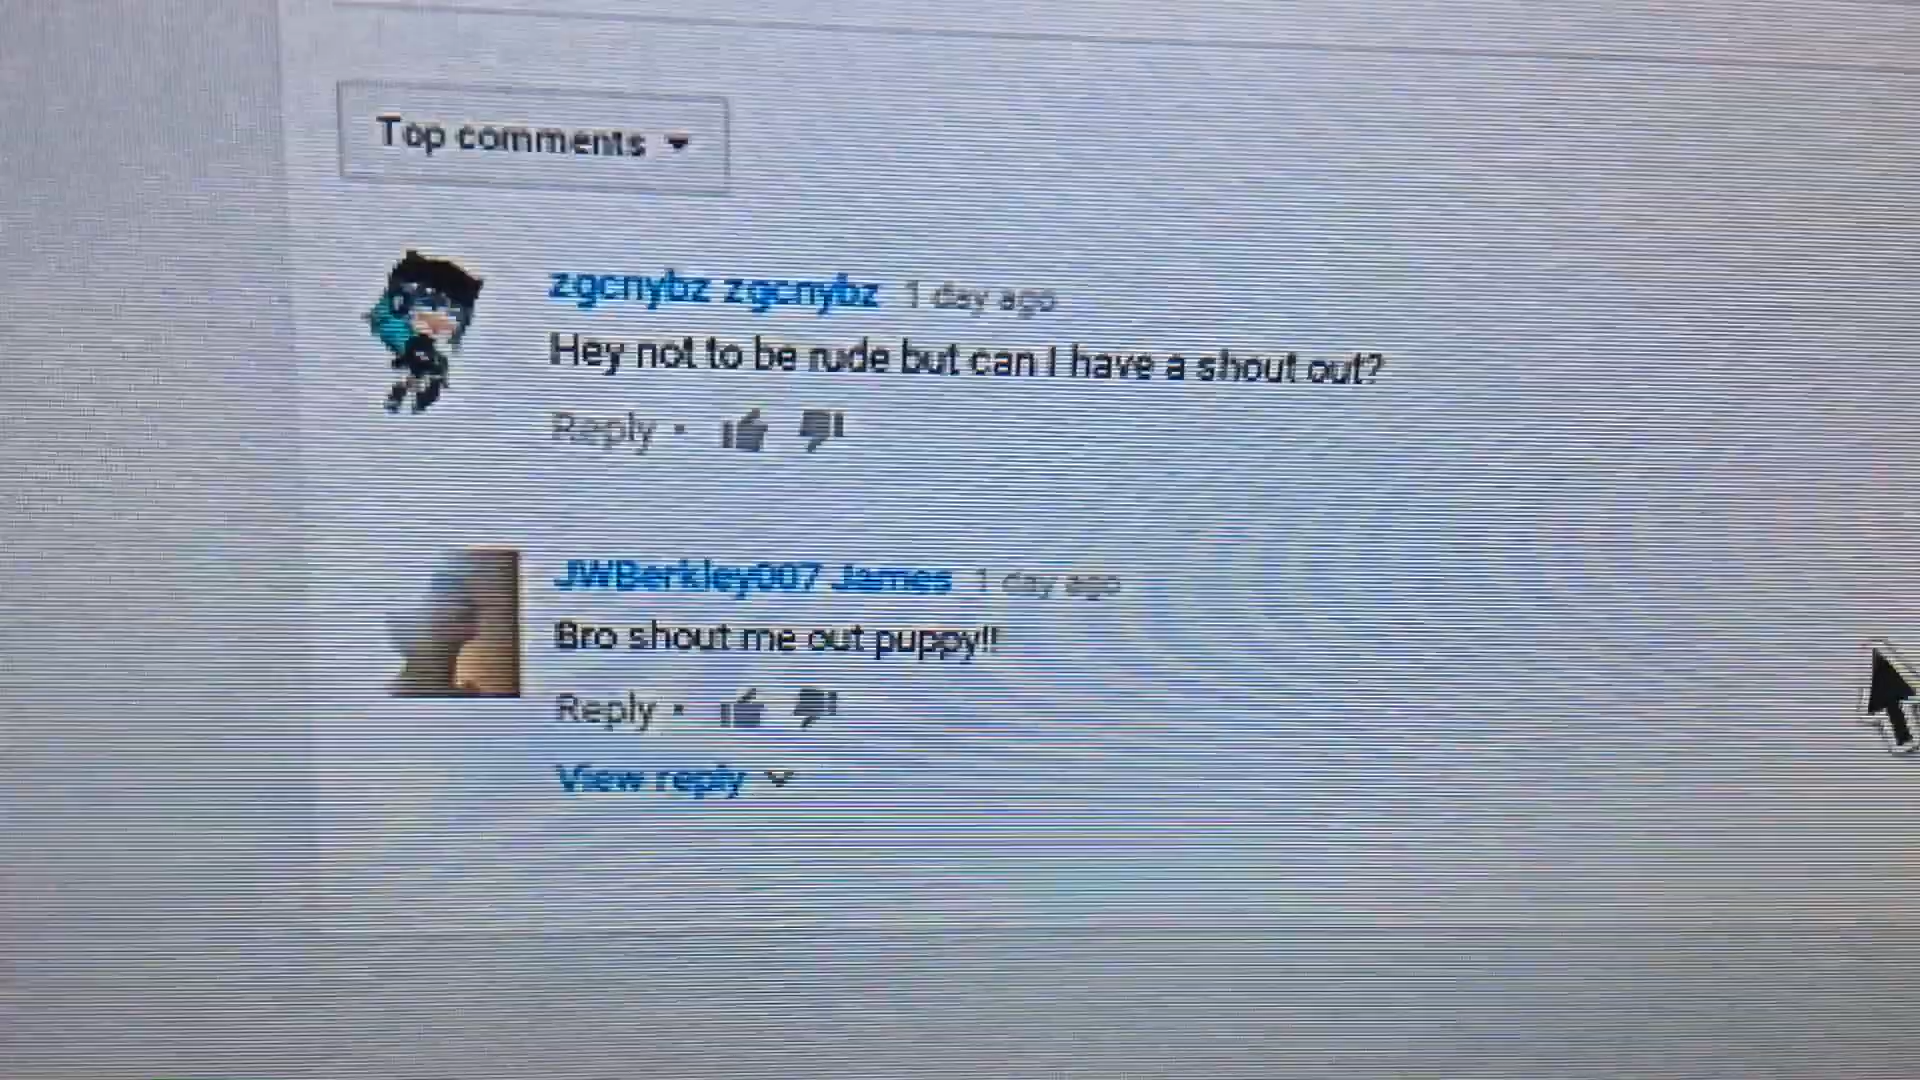 Top comments
zgcnybz zgcnybz 1 day ago
Hey not to be rude but can I have a shout out?
Reply •
JWBerkley007 James 1 day ago
Bro shout me out puppy!!
Reply •
View reply